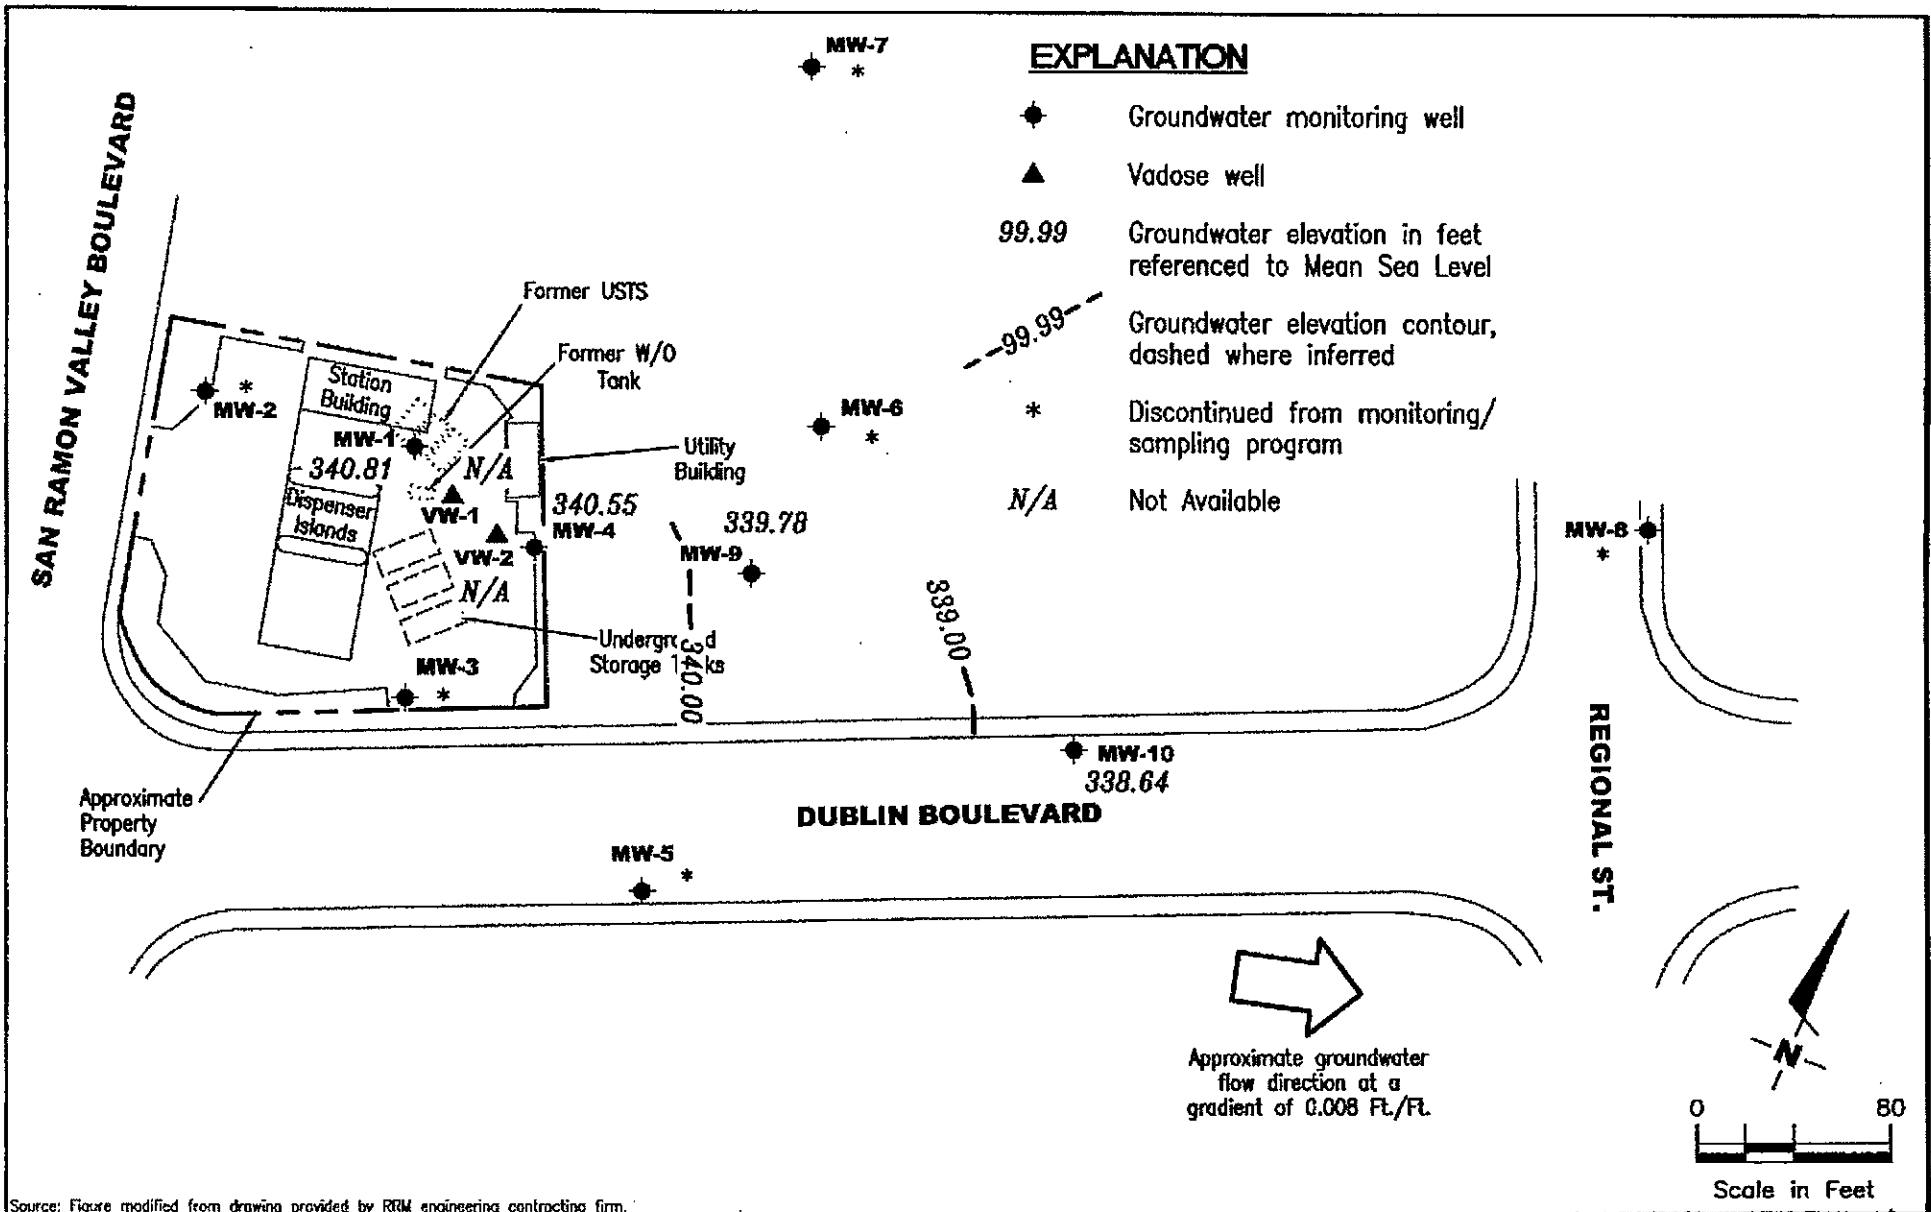 MW-7
*
EXPLANATION
Groundwater monitoring well
Vadose well
99.99
Groundwater elevation in feet
referenced to Mean Sea Level
99.99
Groundwater elevation contour,
dashed where inferred
*
Discontinued from monitoring/
sampling program
N/A
Not Available
SAN RAMON VALLEY BOULEVARD
Former USTS
Former W/O
Tank
Station
Building
*
MW-2
MW-1
340.81
N/A
Utility
Building
MW-6
*
Dispenser
Islands
VW-1
340.55
MW-4
VW-2
N/A
339.78
MW-9
MW-8
*
339.00
Storage
340.00
MW-3
*
MW-10
338.64
REGIONAL ST.
Approximate
Property
Boundary
DUBLIN BOULEVARD
MW-5
*
Approximate groundwater
flow direction at a
gradient of 0.008 Ft./Ft.
N
0 80
Scale in Feet
Source: Figure modified from drawing provided by RRM engineering contracting firm.